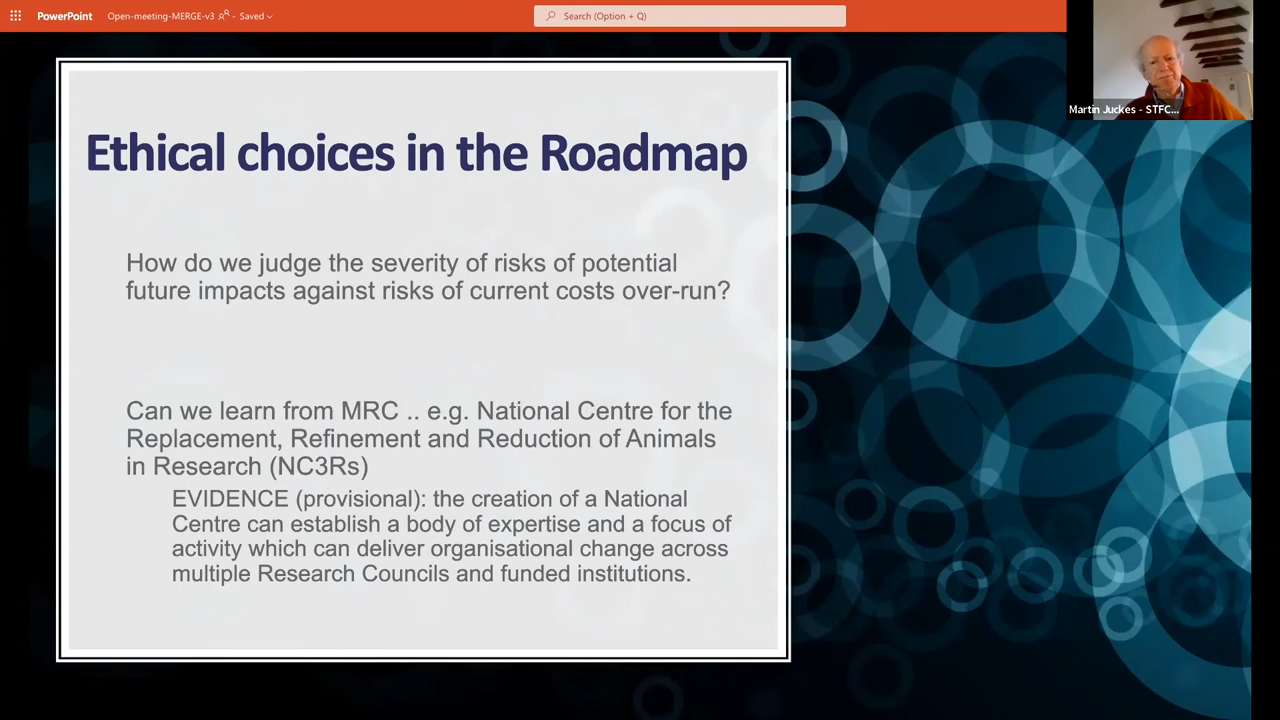 PowerPoint
Open-meeting-MERGE-v3 - Saved
Search (Option + Q)
Martin Juckes - STFC...
Ethical choices in the Roadmap
How do we judge the severity of risks of potential
future impacts against risks of current costs over-run?
Can we learn from MRC .. e.g. National Centre for the
Replacement, Refinement and Reduction of Animals
in Research (NC3Rs)
EVIDENCE (provisional): the creation of a National
Centre can establish a body of expertise and a focus of
activity which can deliver organisational change across
multiple Research Councils and funded institutions.